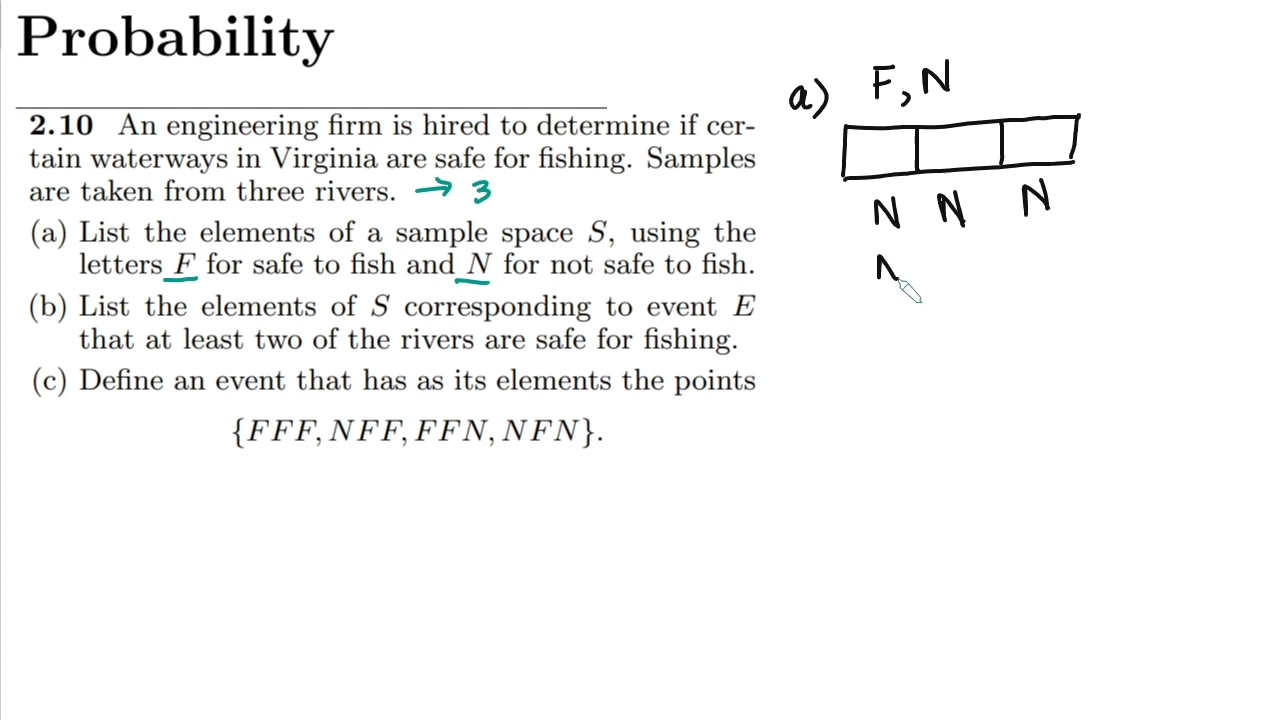 Probability
2.10 An engineering firm is hired to determine if cer-
tain waterways in Virginia are safe for fishing. Samples
are taken from three rivers. → 3
(a) List the elements of a sample space S, using the
letters F for safe to fish and N for not safe to fish.
(b) List the elements of S corresponding to event E
that at least two of the rivers are safe for fishing.
(c) Define an event that has as its elements the points
{FFF, NFF, FFN, NFN}.
a) F, N
N N N